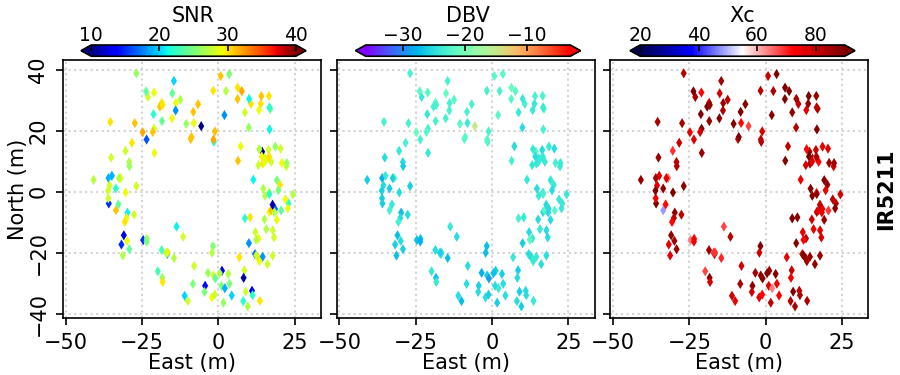 SNR DBV Xc
10 20 30 40 −30 −20 −10 20 40 60 80
40
20
0
−20
−40
North (m)
−50 −25 0 25 −50 −25 0 25 −50 −25 0 25
East (m) East (m) East (m)
IR5211